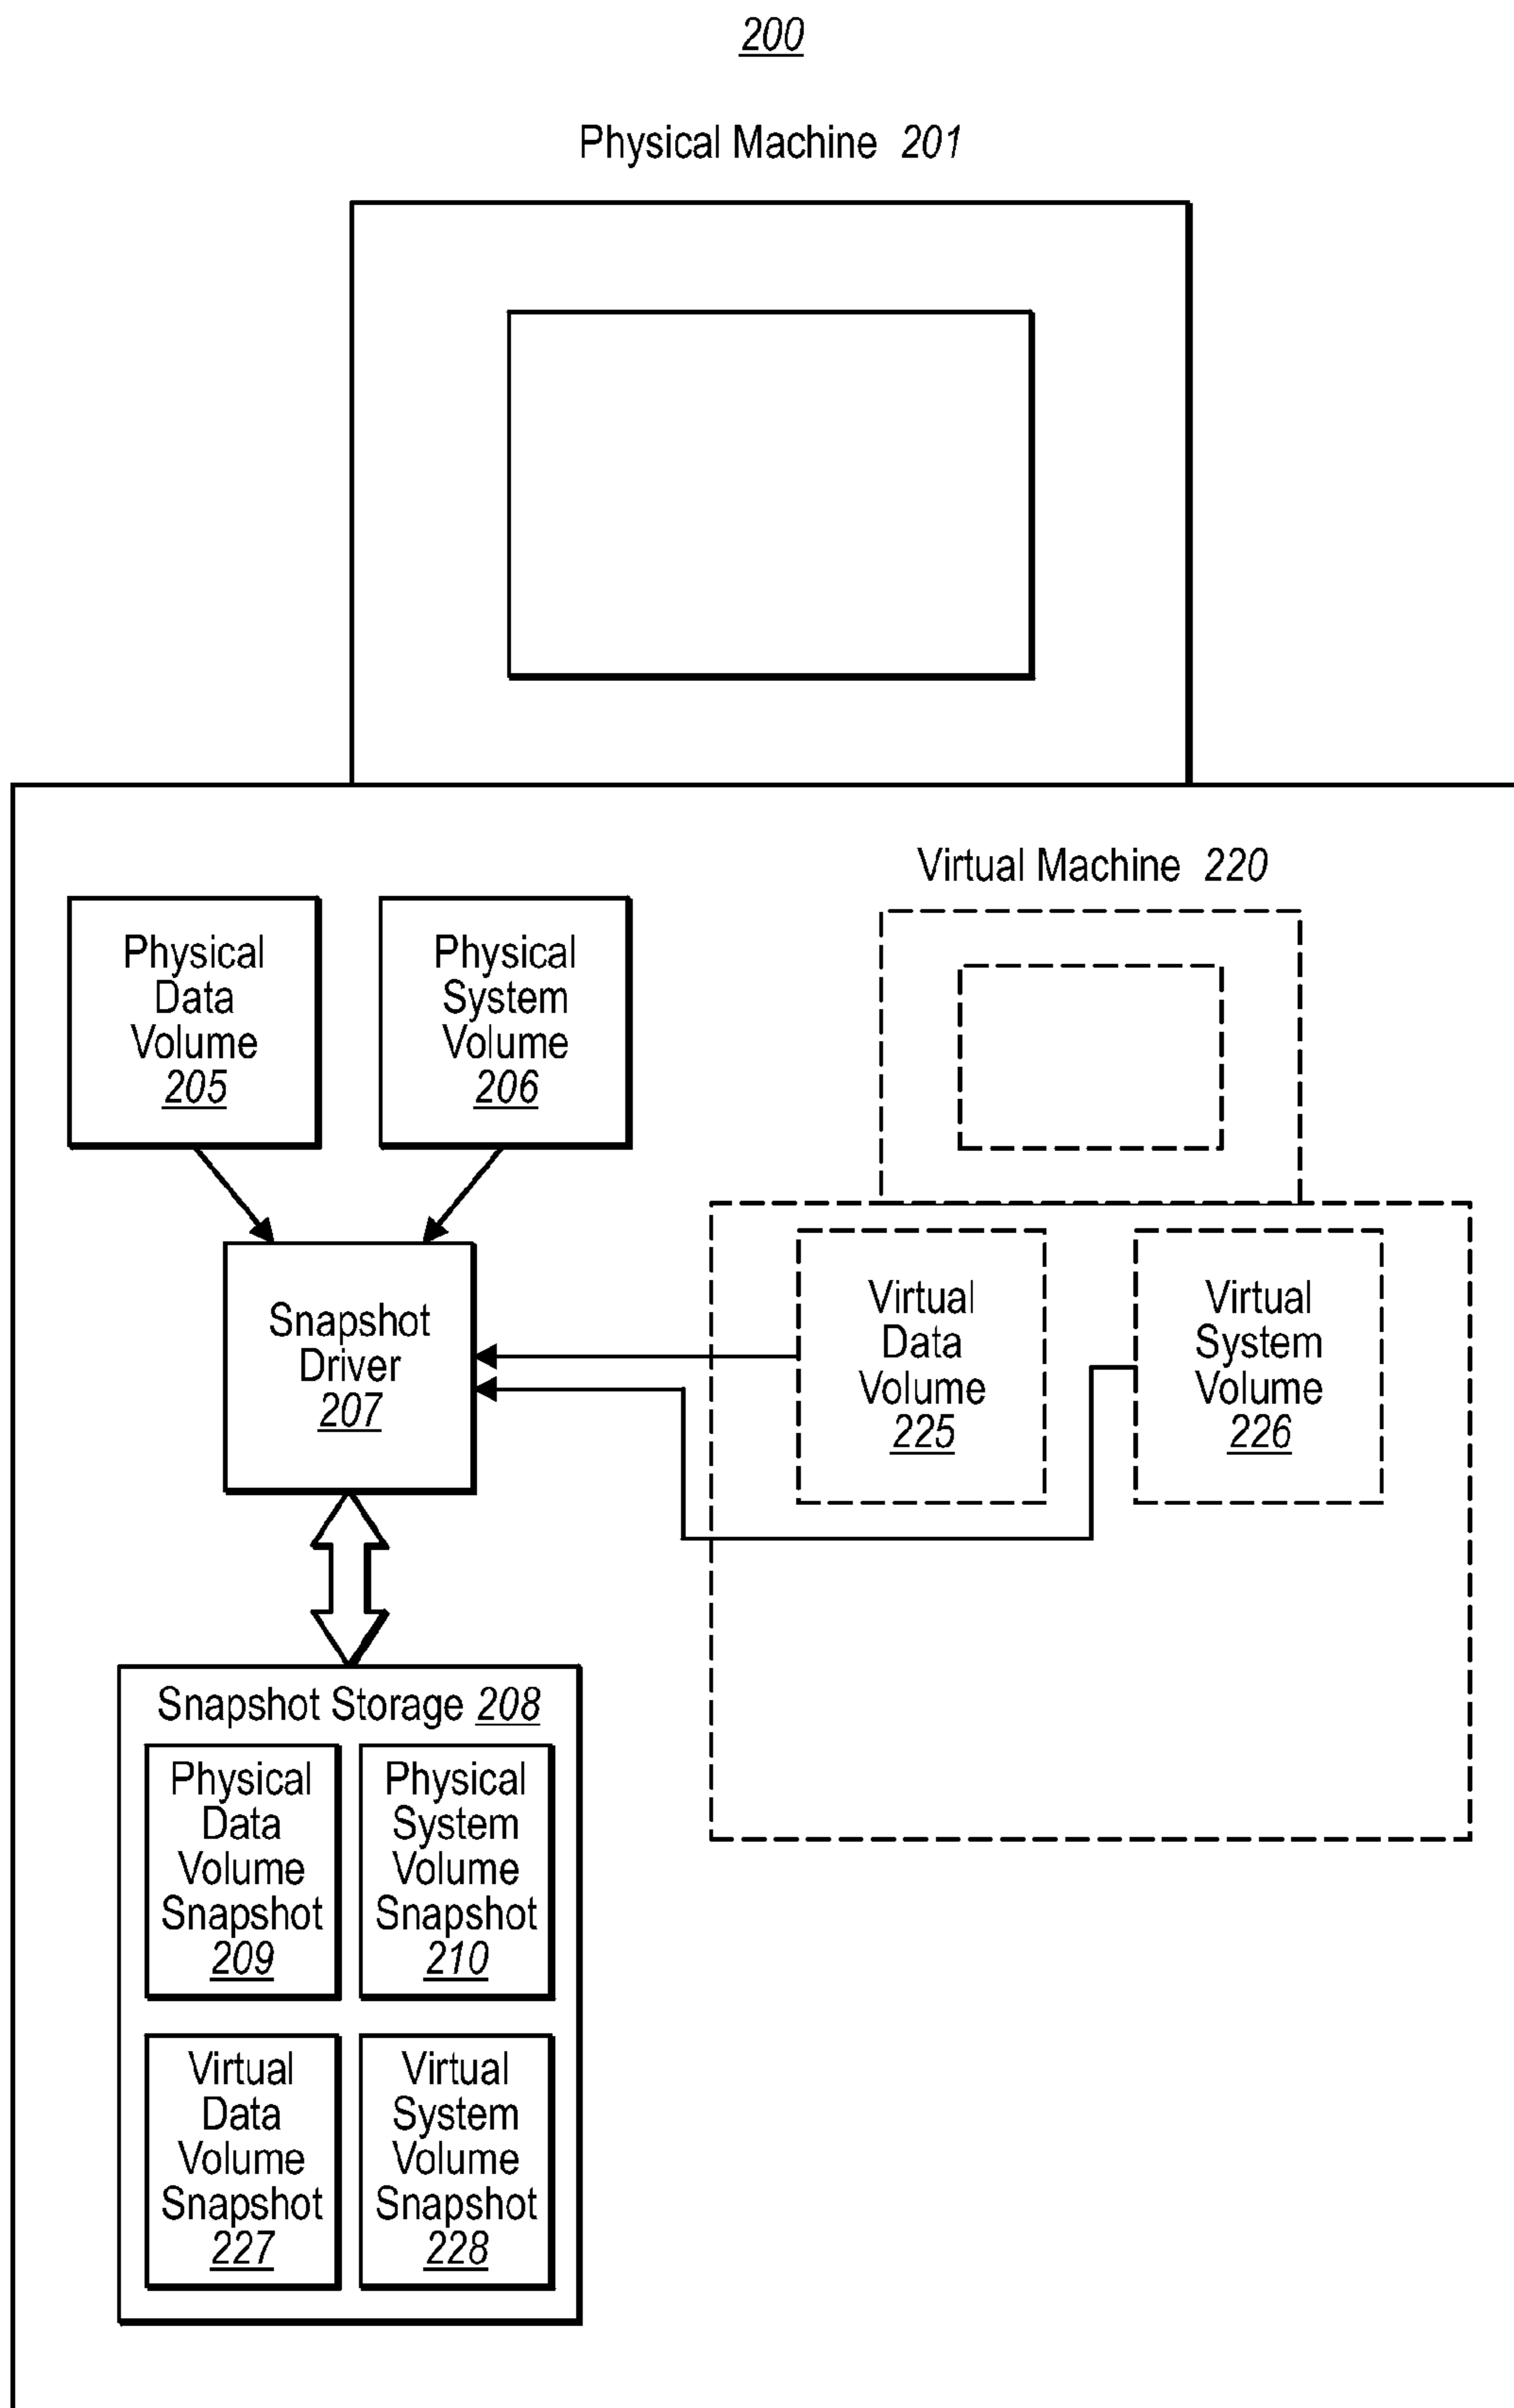 200
Physical Machine 201
Virtual Machine 220
Physical
Data
Volume
205
Physical
System
Volume
206
Snapshot
Driver
207
Virtual
Data
Volume
225
Virtual
System
Volume
226
Snapshot Storage 208
Physical
Data
Volume
Snapshot
209
Physical
System
Volume
Snapshot
210
Virtual
Data
Volume
Snapshot
227
Virtual
System
Volume
Snapshot
228